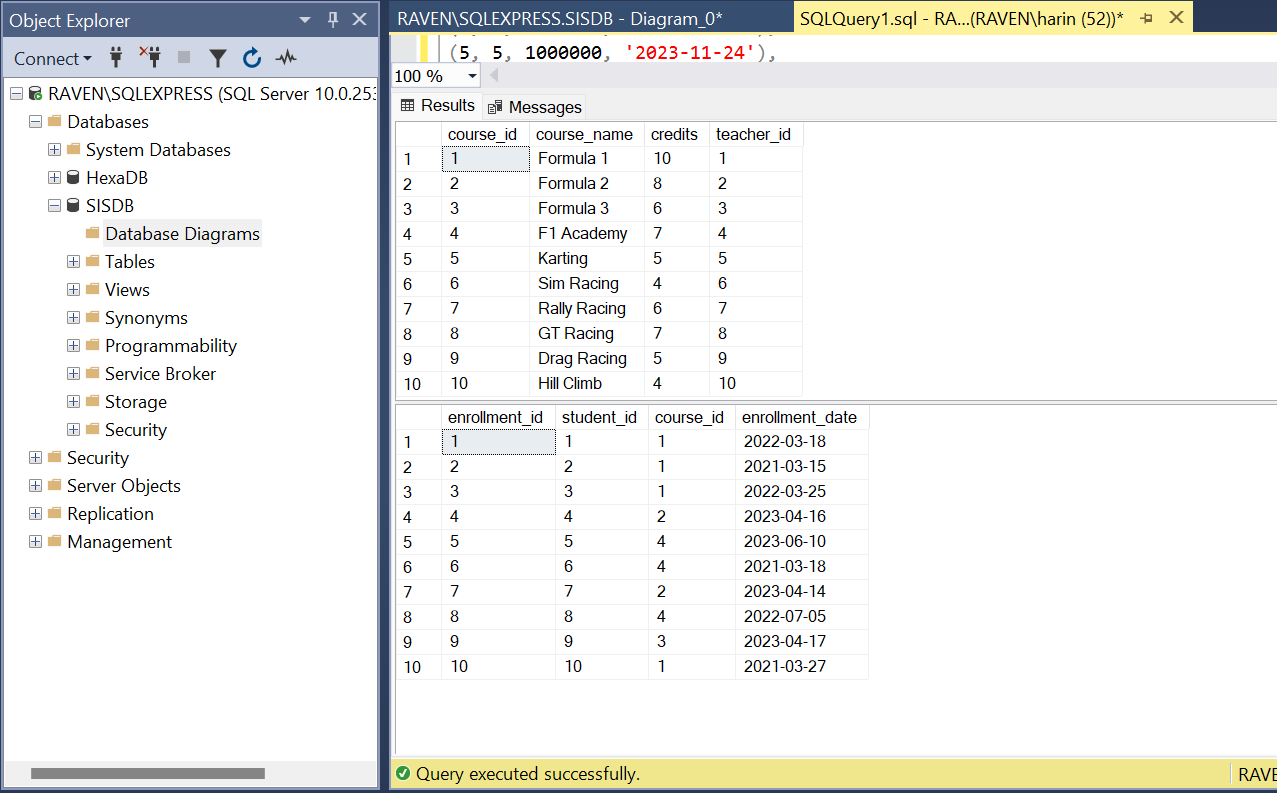 Object Explorer
Connect
RAVEN\SQLEXPRESS (SQL Server 10.0.253
Databases
System Databases
HexaDB
SISDB
Database Diagrams
Tables
Views
Synonyms
Programmability
Service Broker
Storage
Security
Security
Server Objects
Replication
Management
RAVEN\SQLEXPRESS.SISDB - Diagram_0*
SQLQuery1.sql - RA...(RAVEN\harin (52))*
(5, 5, 1000000, '2023-11-24'),
100 %
Results Messages
course_id course_name credits teacher_id
1 1 Formula 1 10 1
2 2 Formula 2 8 2
3 3 Formula 3 6 3
4 4 F1 Academy 7 4
5 5 Karting 5 5
6 6 Sim Racing 4 6
7 7 Rally Racing 6 7
8 8 GT Racing 7 8
9 9 Drag Racing 5 9
10 10 Hill Climb 4 10
enrollment_id student_id course_id enrollment_date
1 1 1 1 2022-03-18
2 2 2 1 2021-03-15
3 3 3 1 2022-03-25
4 4 4 2 2023-04-16
5 5 5 4 2023-06-10
6 6 6 4 2021-03-18
7 7 7 2 2023-04-14
8 8 8 4 2022-07-05
9 9 9 3 2023-04-17
10 10 10 1 2021-03-27
Query executed successfully.
RAVE